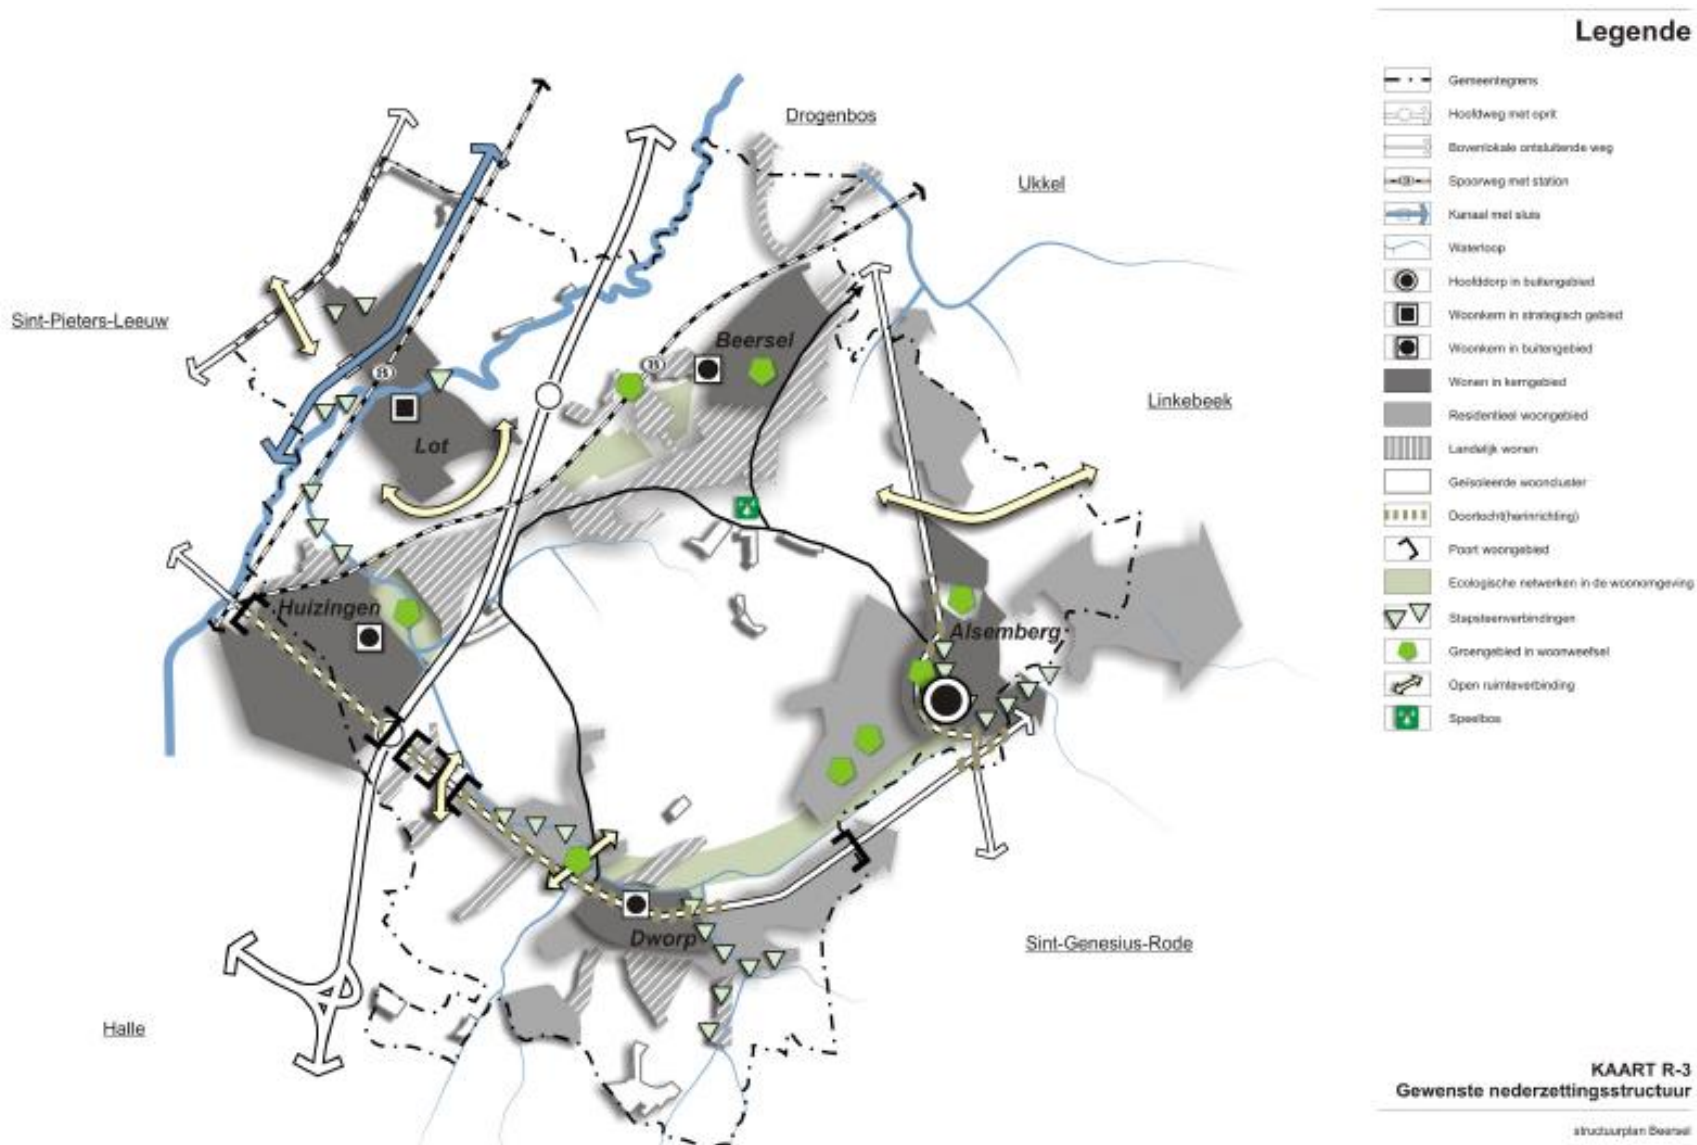 Legende
Gemeentegrens
Hoofdweg met oprit
Bovenlokale ontsluitende weg
Spoorweg met station
Kanaal met sluis
Waterloop
Hoofddorp in buitengebied
Woonkern in strategisch gebied
Woonkern in buitengebied
Wonen in kerngebied
Residentieel woongebied
Landelijk wonen
Geïsoleerde wooncluster
Doortocht(herinrichting)
Poort woongebied
Ecologische netwerken in de woonomgeving
Stapsteenverbindingen
Groengebied in woonweefsel
Open ruimteverbinding
Speelbos
Drogenbos
Ukkel
Sint-Pieters-Leeuw
Beersel
Linkebeek
Lot
Huizingen
Alsemberg
Dworp
Sint-Genesius-Rode
Halle
KAART R-3
Gewenste nederzettingsstructuur
structuurplan Beersel